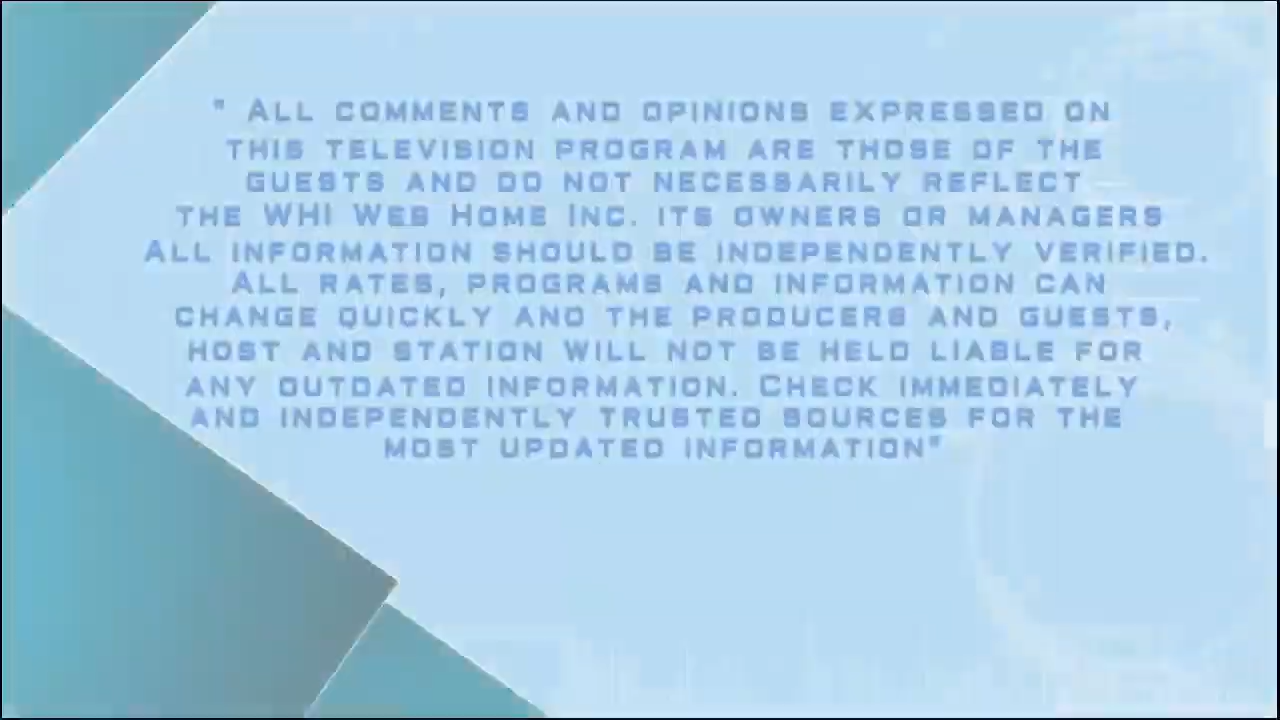 " All comments and opinions expressed on
this television program are those of the
guests and do not necessarily reflect
the WHI Web Home Inc. its owners or managers
All information should be independently verified.
All rates, programs and information can
change quickly and the producers and guests,
host and station will not be held liable for
any outdated information. Check immediately
and independently trusted sources for the
most updated information"